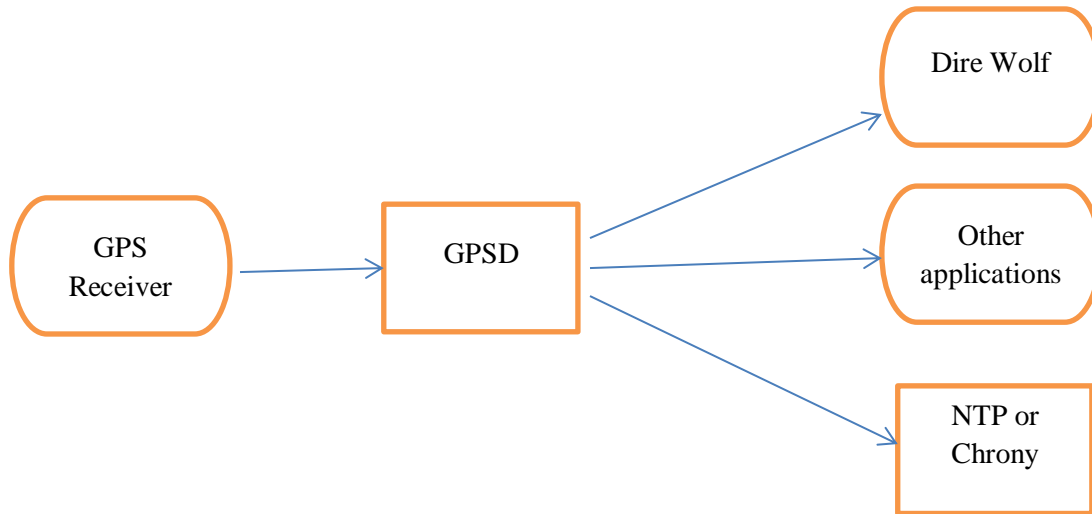 Dire Wolf
GPS
Receiver
GPSD
Other
applications
NTP or
Chrony